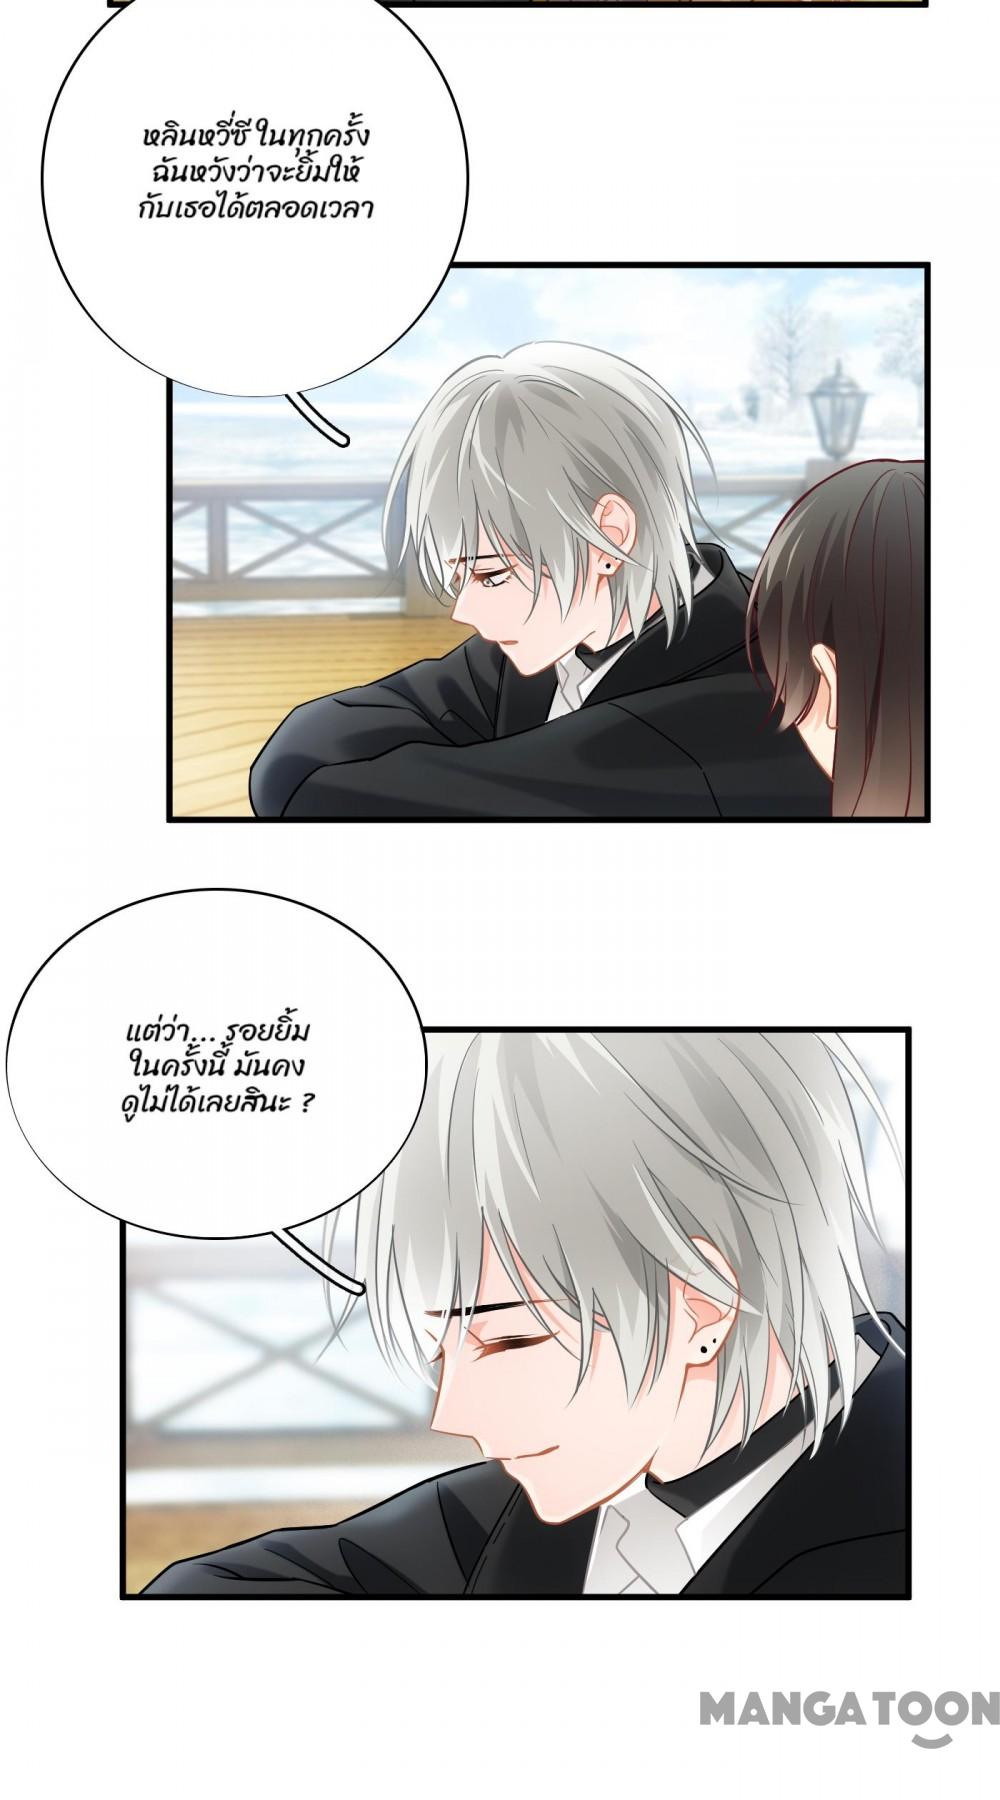 หลินหวี่ซี ในทุกครั้ง
ฉันหวังว่าจะยิ้มให้
กับเธอได้ตลอดเวลา
แต่ว่า... รอยยิ้ม
ในครั้งนี้ มันคง
ดูไม่ได้เลยสินะ ?
MANGATOON